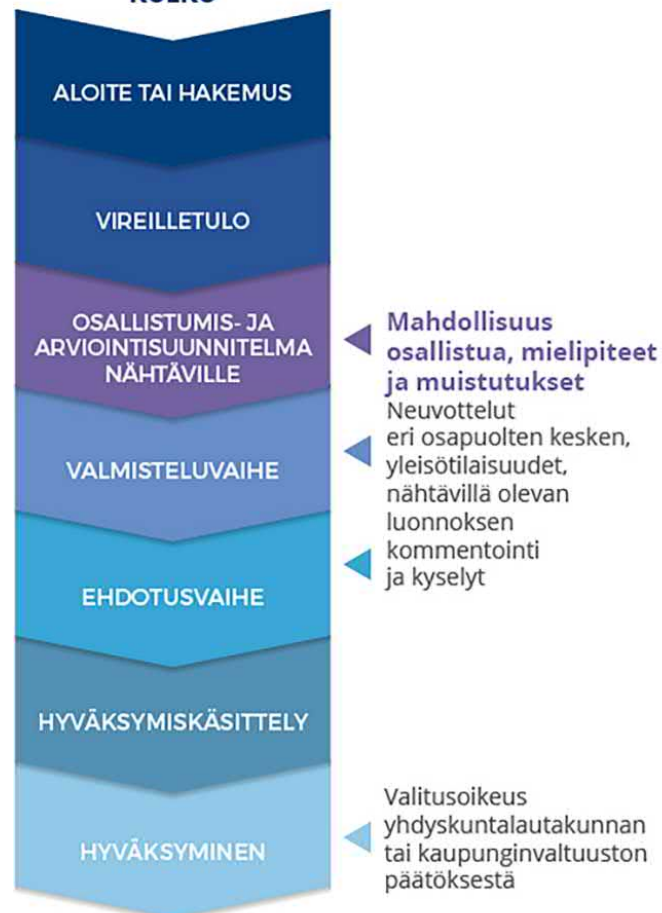 ALOITE TAI HAKEMUS
VIREILLETULO
OSALLISTUMIS- JA
ARVIOINTISUUNNITELMA
NÄHTÄVILLE
Mahdollisuus
osallistua, mielipiteet
ja muistutukset
VALMISTELUVAIHE
Neuvottelut
eri osapuolten kesken,
yleisötilaisuudet,
nähtävillä olevan
luonnoksen
kommentointi
ja kyselyt
EHDOTUSVAIHE
HYVÄKSYMISKÄSITTELY
HYVÄKSYMINEN
Valitusoikeus
yhdyskuntalautakunnan
tai kaupunginvaltuuston
päätöksestä